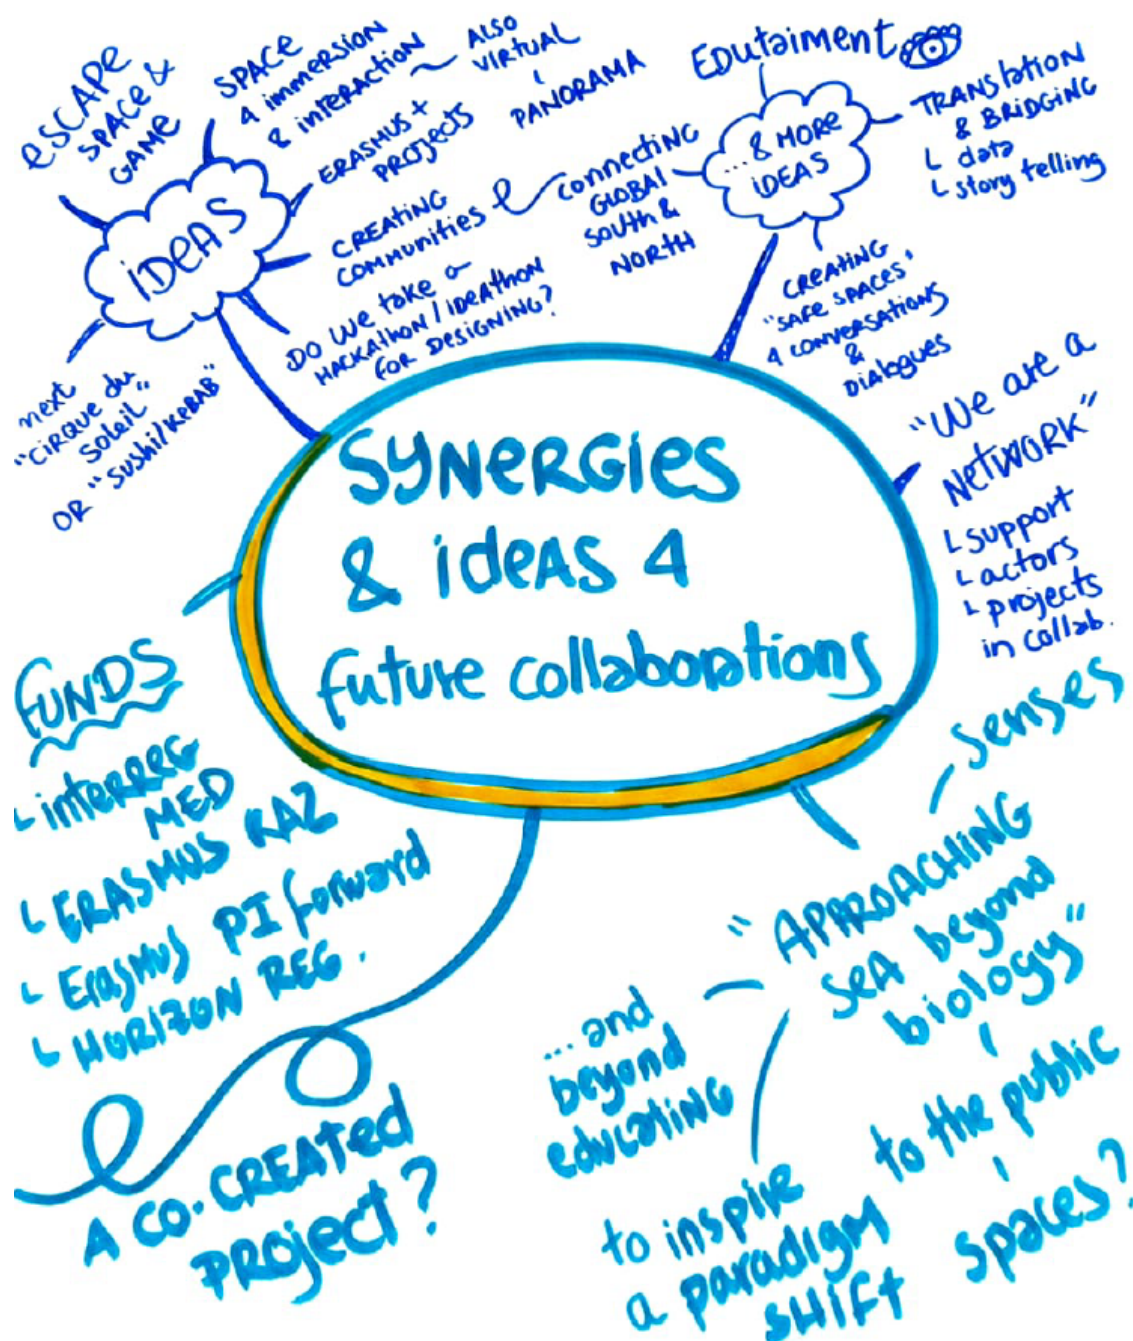 escape
SPACE &
GAME
SPACE
4 immersion
& interaction
ALSO
VIRTUAL
PANORAMA
ERASMUS +
PROJECTS
CREATING
COMMUNITIES
DO WE take a
HACKATHON / IDEATHON
FOR DESIGNING?
iDEAS
next
"CIRQUE du
Soleil"
OR "SUSHI/KEBAB"
Edutaiment
TRANSlation
& BRIDGING
data
story telling
...& MORE
iDEAS
connecting
GLOBAl
south &
NORTH
CREATING
"SAFE SPACES"
4 CONVERSATIONS
&
DIAlogues
"We are a
NETWORK"
support
actors
projects
in collab.
SYNERGIES
& ideas 4
future collaborations
FUNDS
interreg
MED
ERASMUS KA2
Erasmus PI forward
HORIZON REG.
A CO-CREATED
PROject?
Senses
"APPROACHING
SEA beyond
biology"
...and
beyond
educating
to the public
spaces?
to inspire
a paradigm
SHIFt